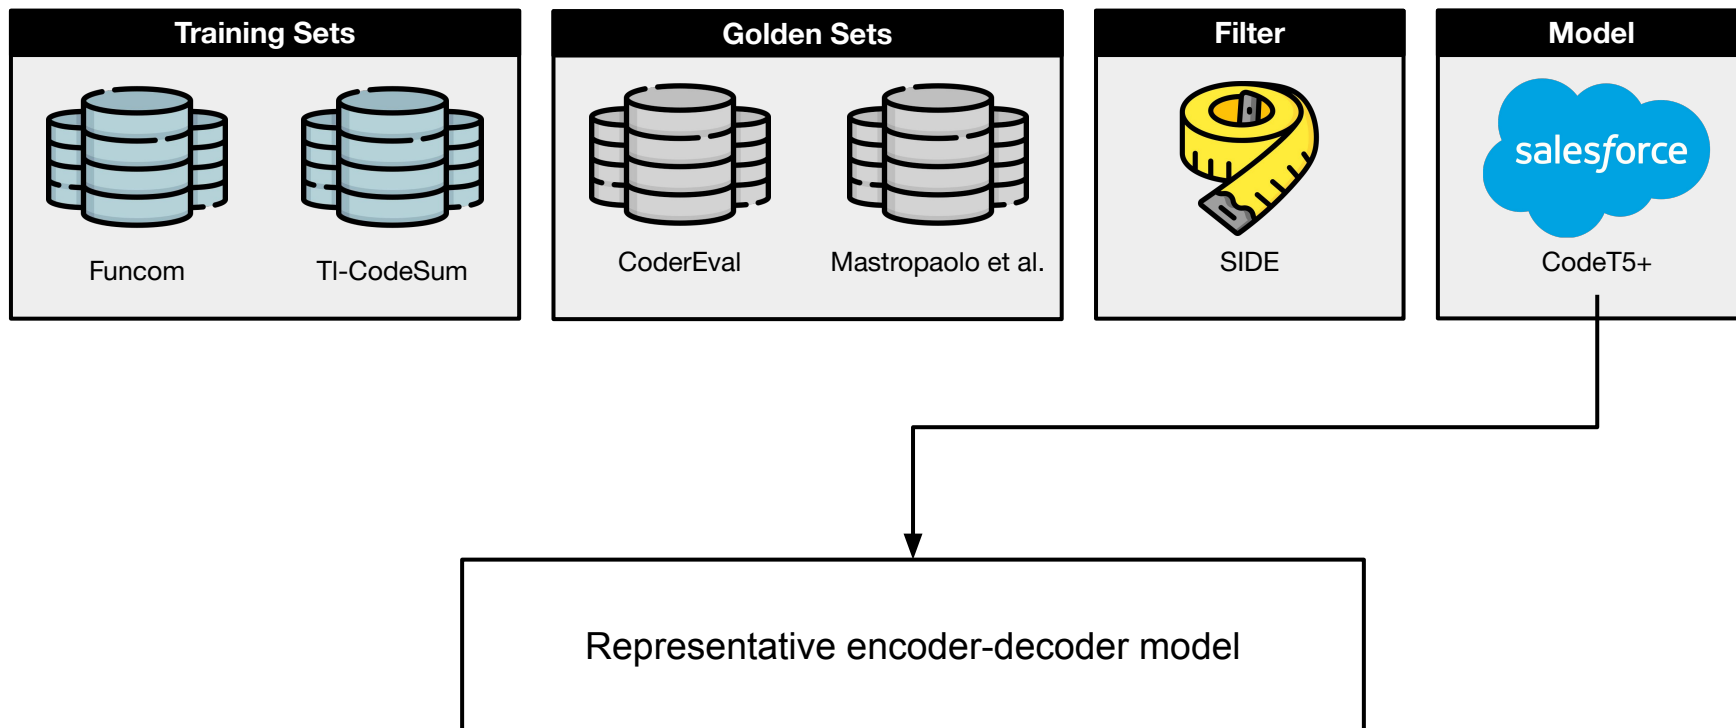 Training Sets
Golden Sets
Filter
Model
salesforce
Funcom
Tl-CodeSum
CoderEval
Mastropaolo et al.
SIDE
CodeT5+
Representative encoder-decoder model